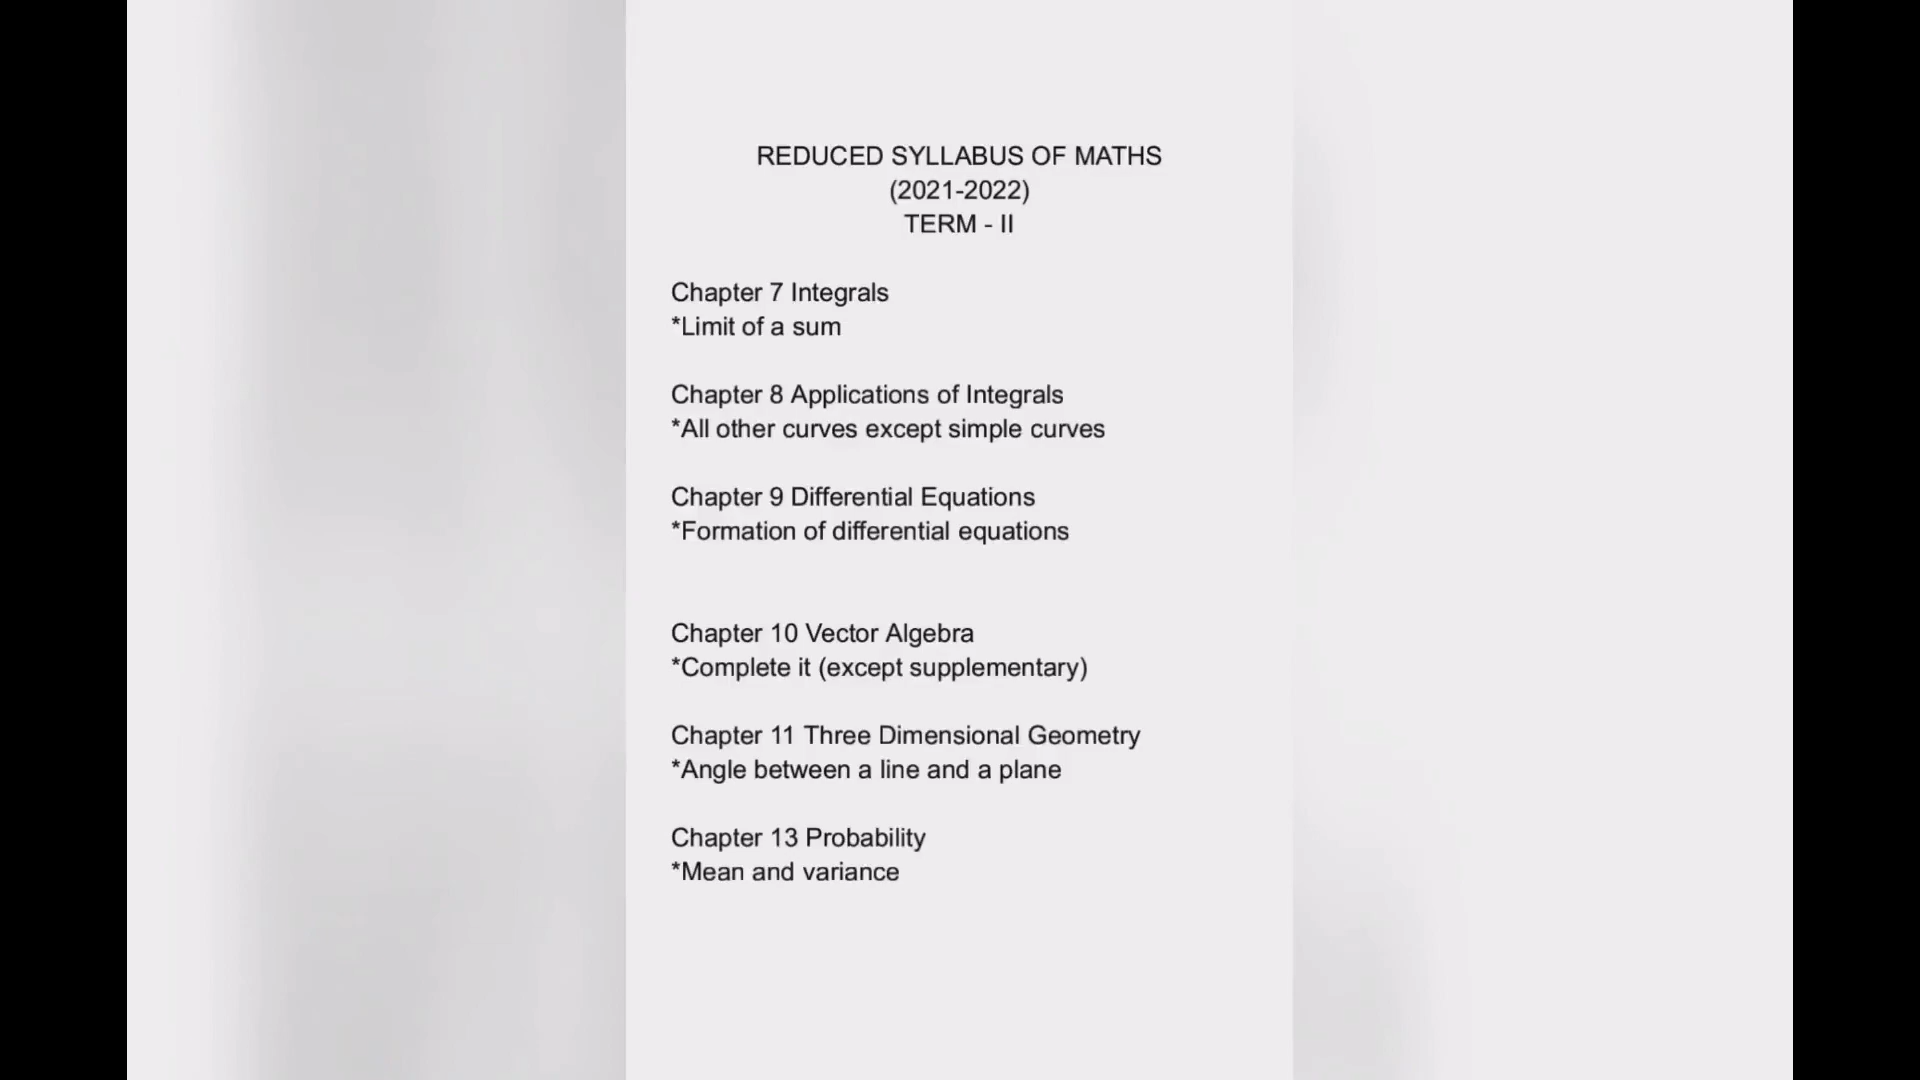 REDUCED SYLLABUS OF MATHS
(2021-2022)
TERM - II
Chapter 7 Integrals
*Limit of a sum
Chapter 8 Applications of Integrals
*All other curves except simple curves
Chapter 9 Differential Equations
*Formation of differential equations
Chapter 10 Vector Algebra
*Complete it (except supplementary)
Chapter 11 Three Dimensional Geometry
*Angle between a line and a plane
Chapter 13 Probability
*Mean and variance